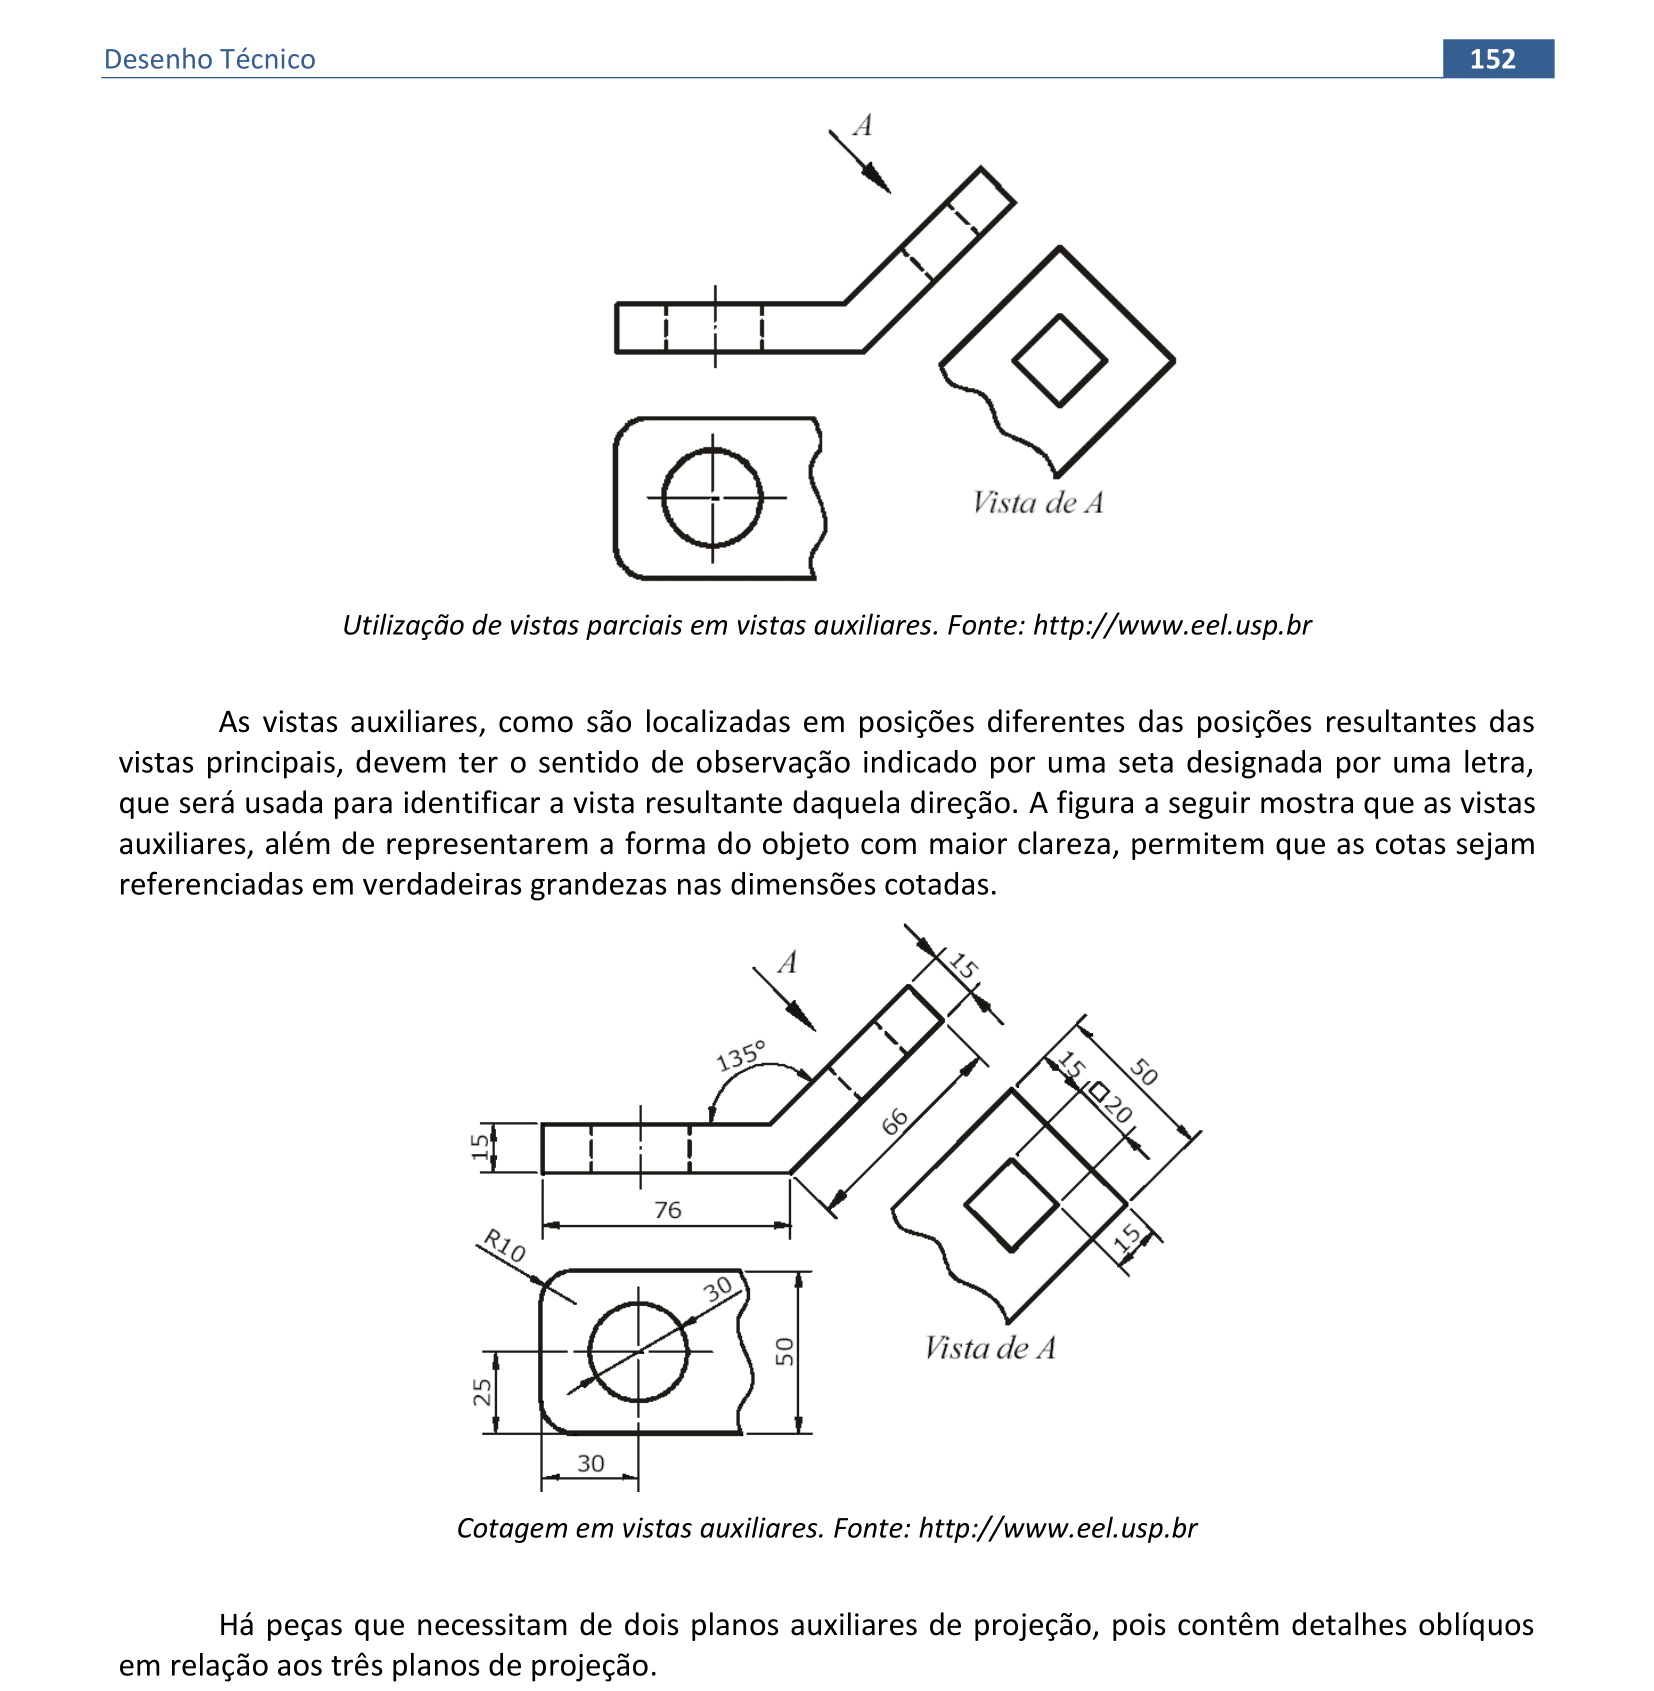 Desenho Técnico
152
A
Vista de A
Utilização de vistas parciais em vistas auxiliares. Fonte: http://www.eel.usp.br
As vistas auxiliares, como são localizadas em posições diferentes das posições resultantes das
vistas principais, devem ter o sentido de observação indicado por uma seta designada por uma letra,
que será usada para identificar a vista resultante daquela direção. A figura a seguir mostra que as vistas
auxiliares, além de representarem a forma do objeto com maior clareza, permitem que as cotas sejam
referenciadas em verdadeiras grandezas nas dimensões cotadas.
A
15
135°
15
50
□20
66
15
76
15
R10
30
50
25
30
Vista de A
Cotagem em vistas auxiliares. Fonte: http://www.eel.usp.br
Há peças que necessitam de dois planos auxiliares de projeção, pois contêm detalhes oblíquos
em relação aos três planos de projeção.